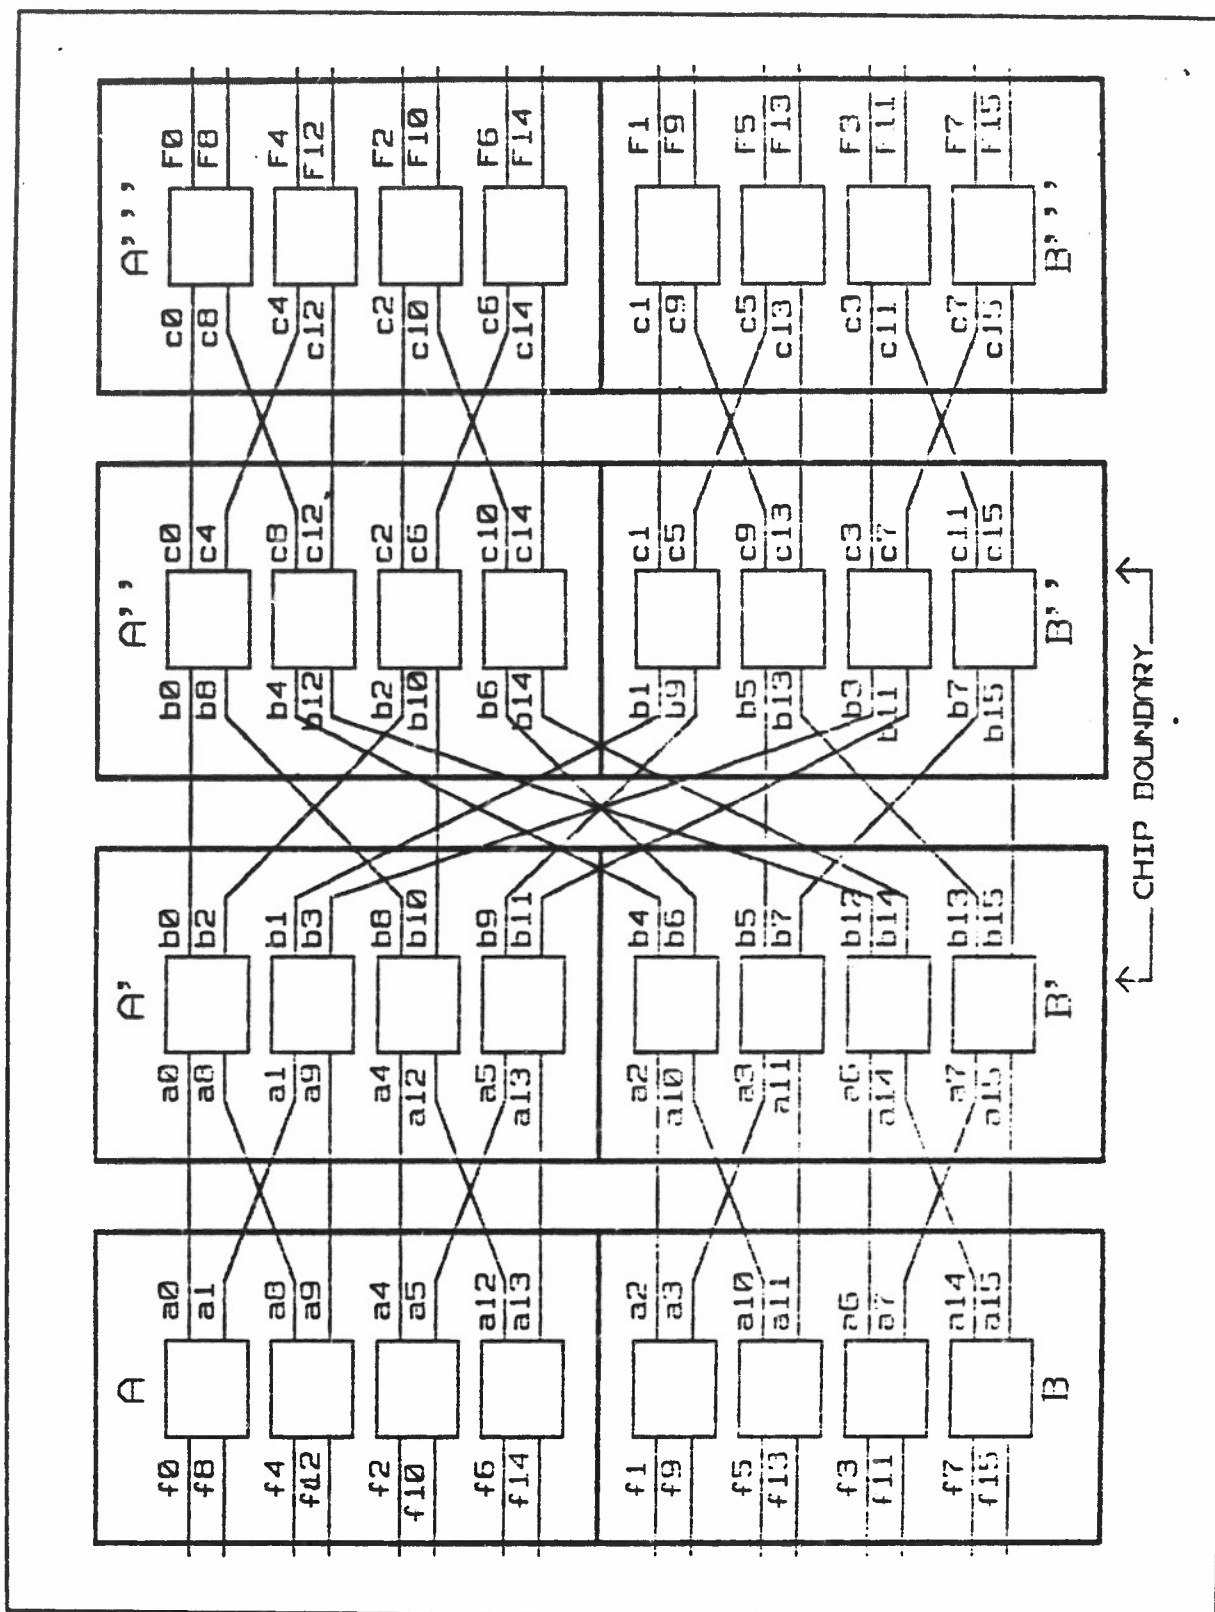 A A' A'' A'''
f0 a0 a0 b0 b0 c0 c0 F0
f8 a1 a8 b2 b8 c4 c8 F8
f4 a8 a1 b1 b4 c8 c4 F4
f12 a9 a9 b3 b12 c12 c12 F12
f2 a4 a4 b8 b2 c2 c2 F2
f10 a5 a12 b10 b10 c6 c10 F10
f6 a12 a5 b9 b6 c10 c6 F6
f14 a13 a13 b11 b14 c14 c14 F14
f1 a2 a2 b4 b1 c1 c1 F1
f9 a3 a10 b6 b9 c5 c9 F9
f5 a10 a3 b5 b5 c9 c5 F5
f13 a11 a11 b7 b13 c13 c13 F13
f3 a6 a6 b12 b3 c3 c3 F3
f11 a7 a14 b14 b11 c7 c11 F11
f7 a14 a7 b13 b7 c11 c7 F7
f15 a15 a15 b15 b15 c15 c15 F15
B B' B'' B'''
CHIP BOUNDARY